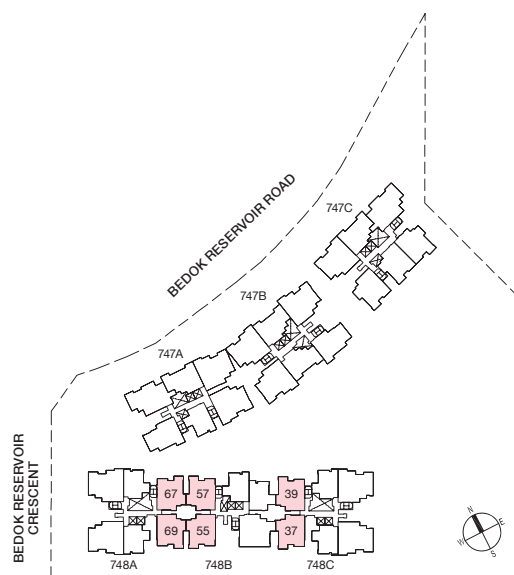 747C
BEDOK RESERVOIR ROAD
747B
747A
BEDOK RESERVOIR
CRESCENT
67 57 39
69 55 37
748A 748B 748C
N
E
W
S